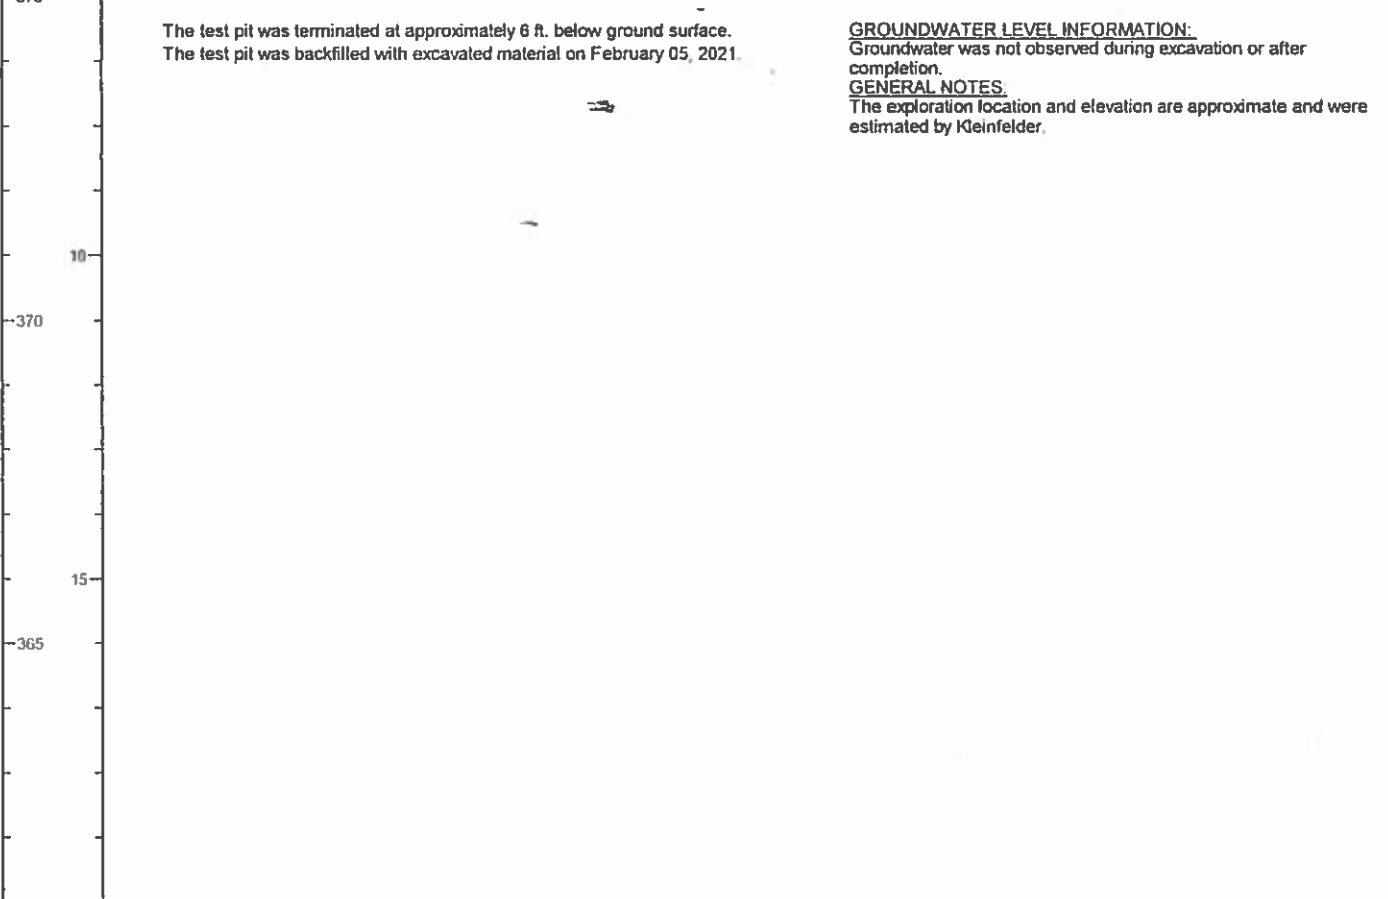 The test pit was terminated at approximately 6 ft. below ground surface.
The test pit was backfilled with excavated material on February 05, 2021.
GROUNDWATER LEVEL INFORMATION:
Groundwater was not observed during excavation or after
completion.
GENERAL NOTES:
The exploration location and elevation are approximate and were
estimated by Kleinfelder.
10
370
15
365